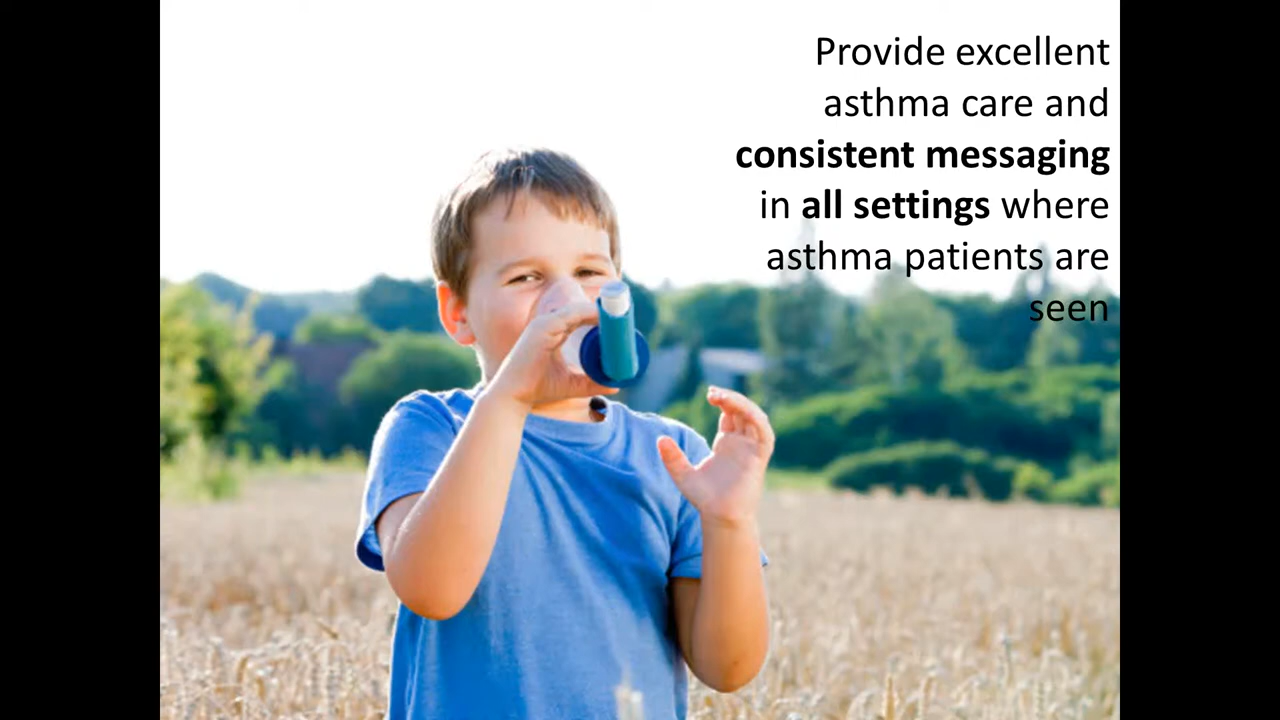 Provide excellent
asthma care and
consistent messaging
in all settings where
asthma patients are
seen